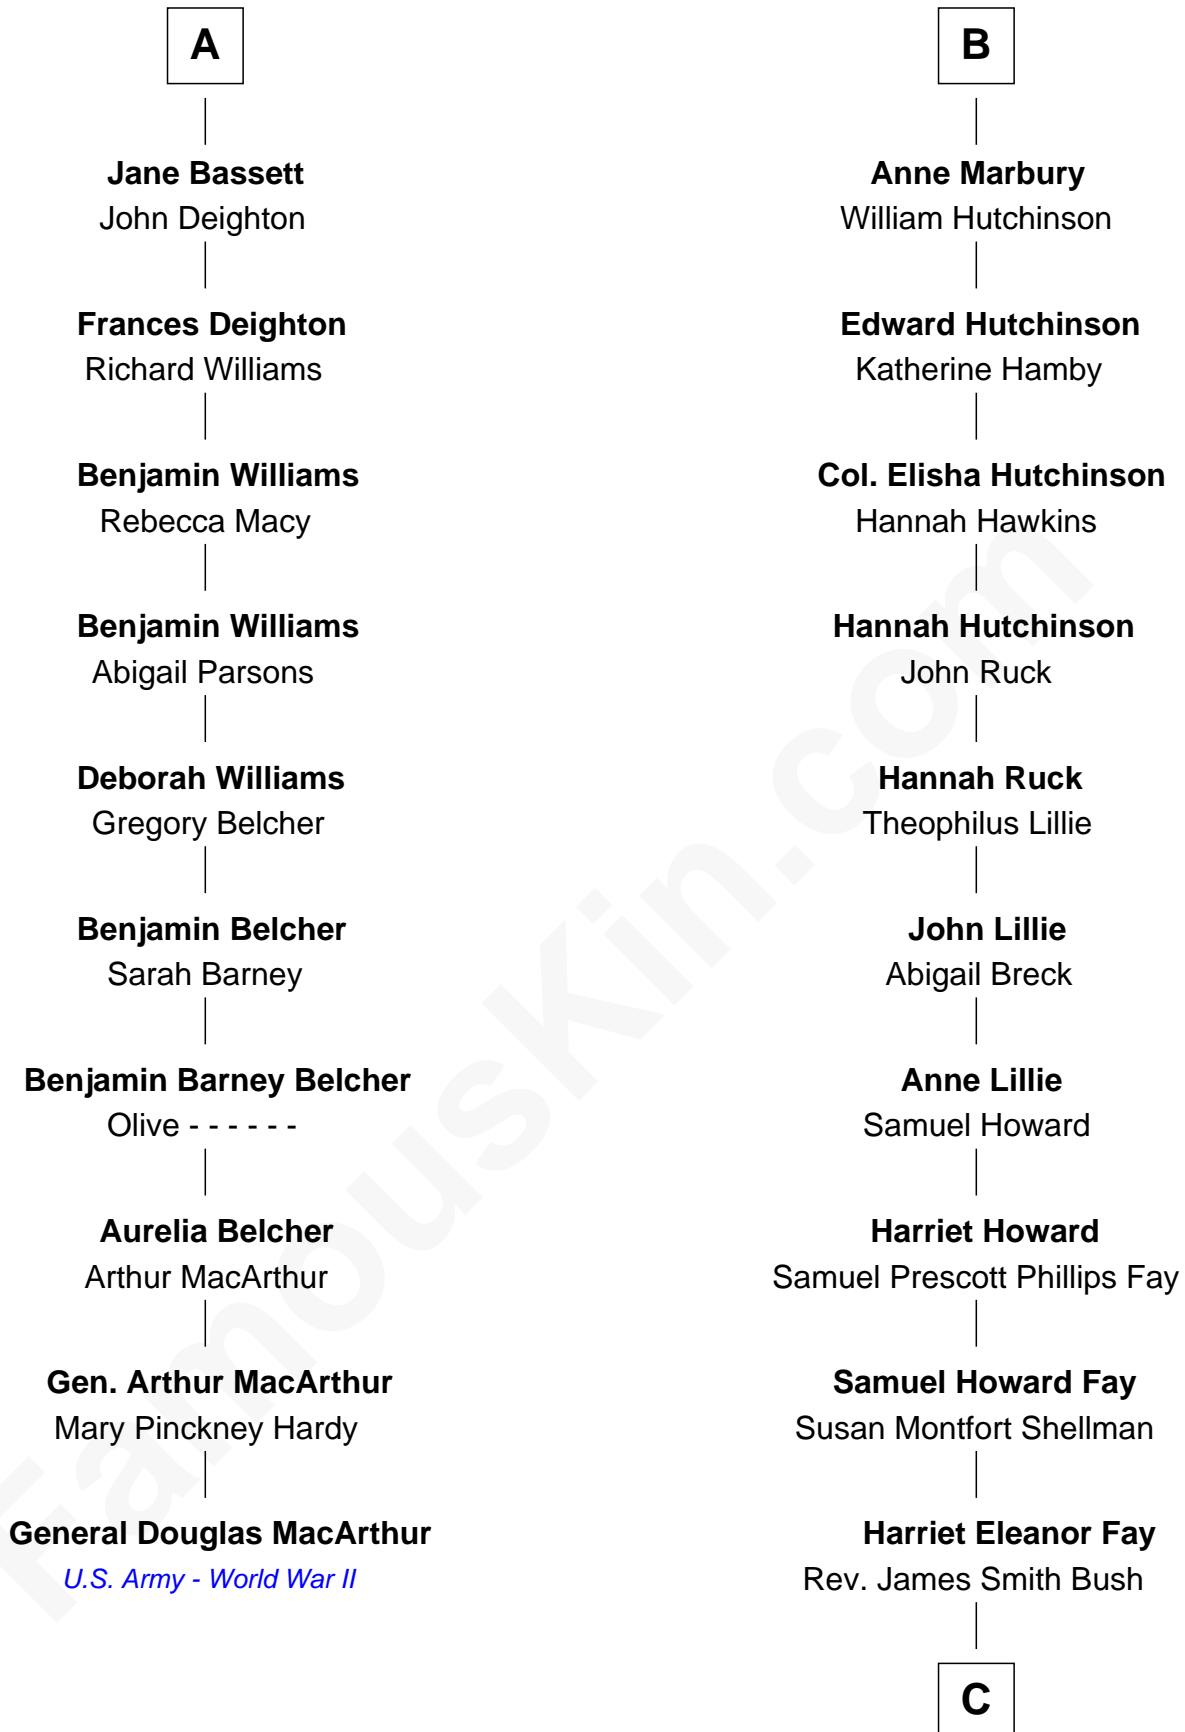 A
Jane Bassett
John Deighton
Frances Deighton
Richard Williams
Benjamin Williams
Rebecca Macy
Benjamin Williams
Abigail Parsons
Deborah Williams
Gregory Belcher
Benjamin Belcher
Sarah Barney
Benjamin Barney Belcher
Olive - - - - - -
Aurelia Belcher
Arthur MacArthur
Gen. Arthur MacArthur
Mary Pinckney Hardy
General Douglas MacArthur
U.S. Army - World War II
B
Anne Marbury
William Hutchinson
Edward Hutchinson
Katherine Hamby
Col. Elisha Hutchinson
Hannah Hawkins
Hannah Hutchinson
John Ruck
Hannah Ruck
Theophilus Lillie
John Lillie
Abigail Breck
Anne Lillie
Samuel Howard
Harriet Howard
Samuel Prescott Phillips Fay
Samuel Howard Fay
Susan Montfort Shellman
Harriet Eleanor Fay
Rev. James Smith Bush
C
FamousKin.com